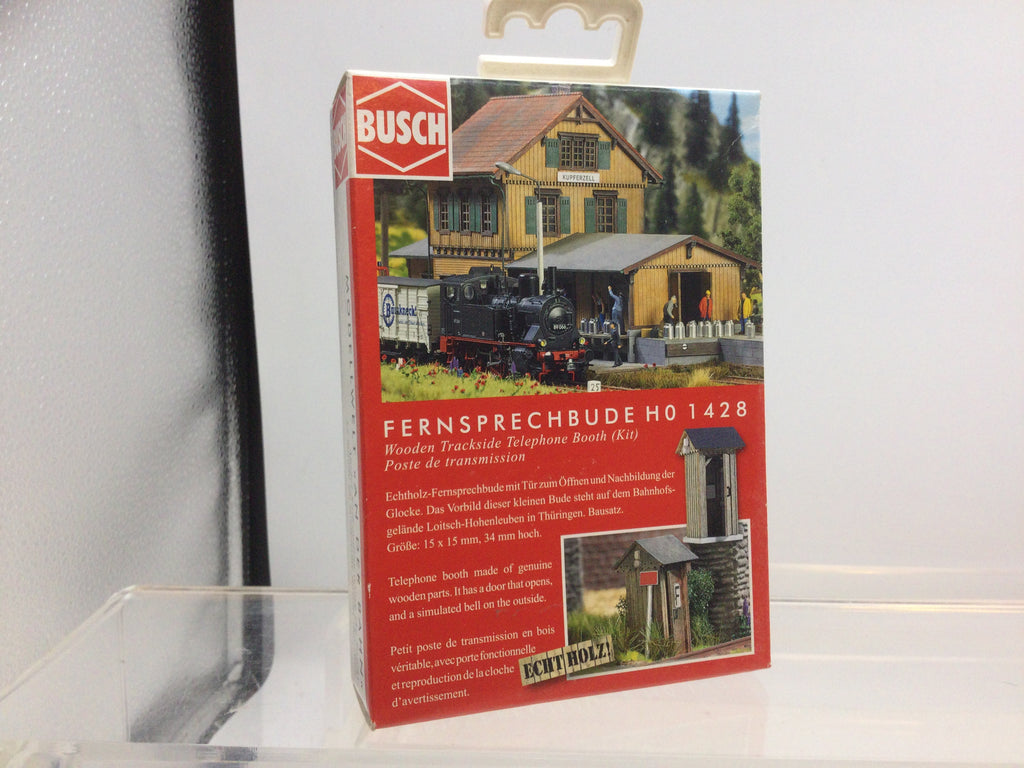 BUSCH
KUPFERZELL
FERNSPRECHBUDE H0 1428
Wooden Trackside Telephone Booth (Kit)
Poste de transmission
Echtholz-Fernsprechbude mit Tür zum Öffnen und Nachbildung der
Glocke. Das Vorbild dieser kleinen Bude steht auf dem Bahnhofs-
gelände Loitsch-Hohenleuben in Thüringen. Bausatz.
Größe: 15 x 15 mm, 34 mm hoch.
Telephone booth made of genuine
wooden parts. It has a door that opens,
and a simulated bell on the outside.
Petit poste de transmission en bois
véritable, avec porte fonctionnelle
et reproduction de la cloche
d'avertissement.
ECHT HOLZ!
25
F